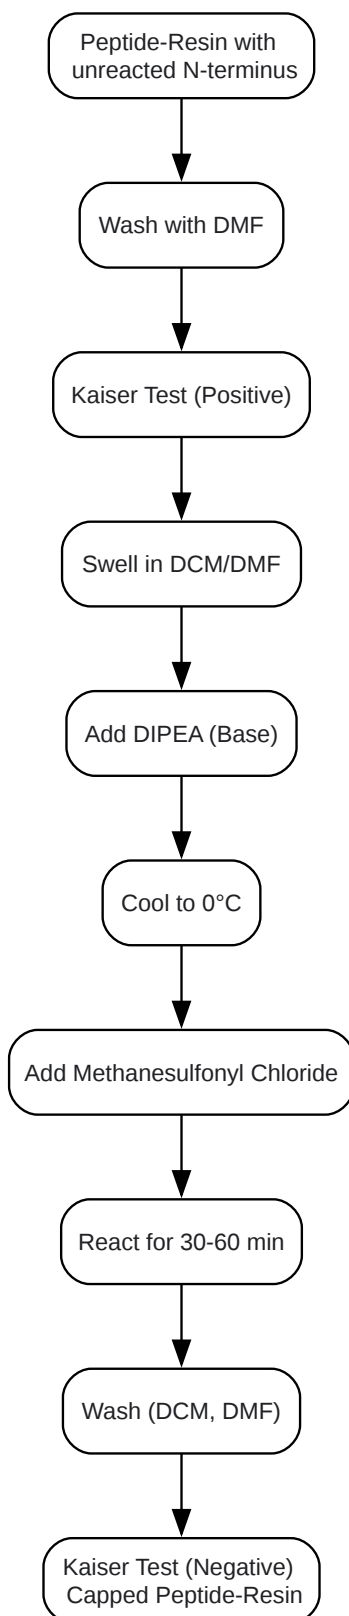 Peptide-Resin with
unreacted N-terminus
Wash with DMF
Kaiser Test (Positive)
Swell in DCM/DMF
Add DIPEA (Base)
Cool to 0°C
Add Methanesulfonyl Chloride
React for 30-60 min
Wash (DCM, DMF)
Kaiser Test (Negative)
Capped Peptide-Resin